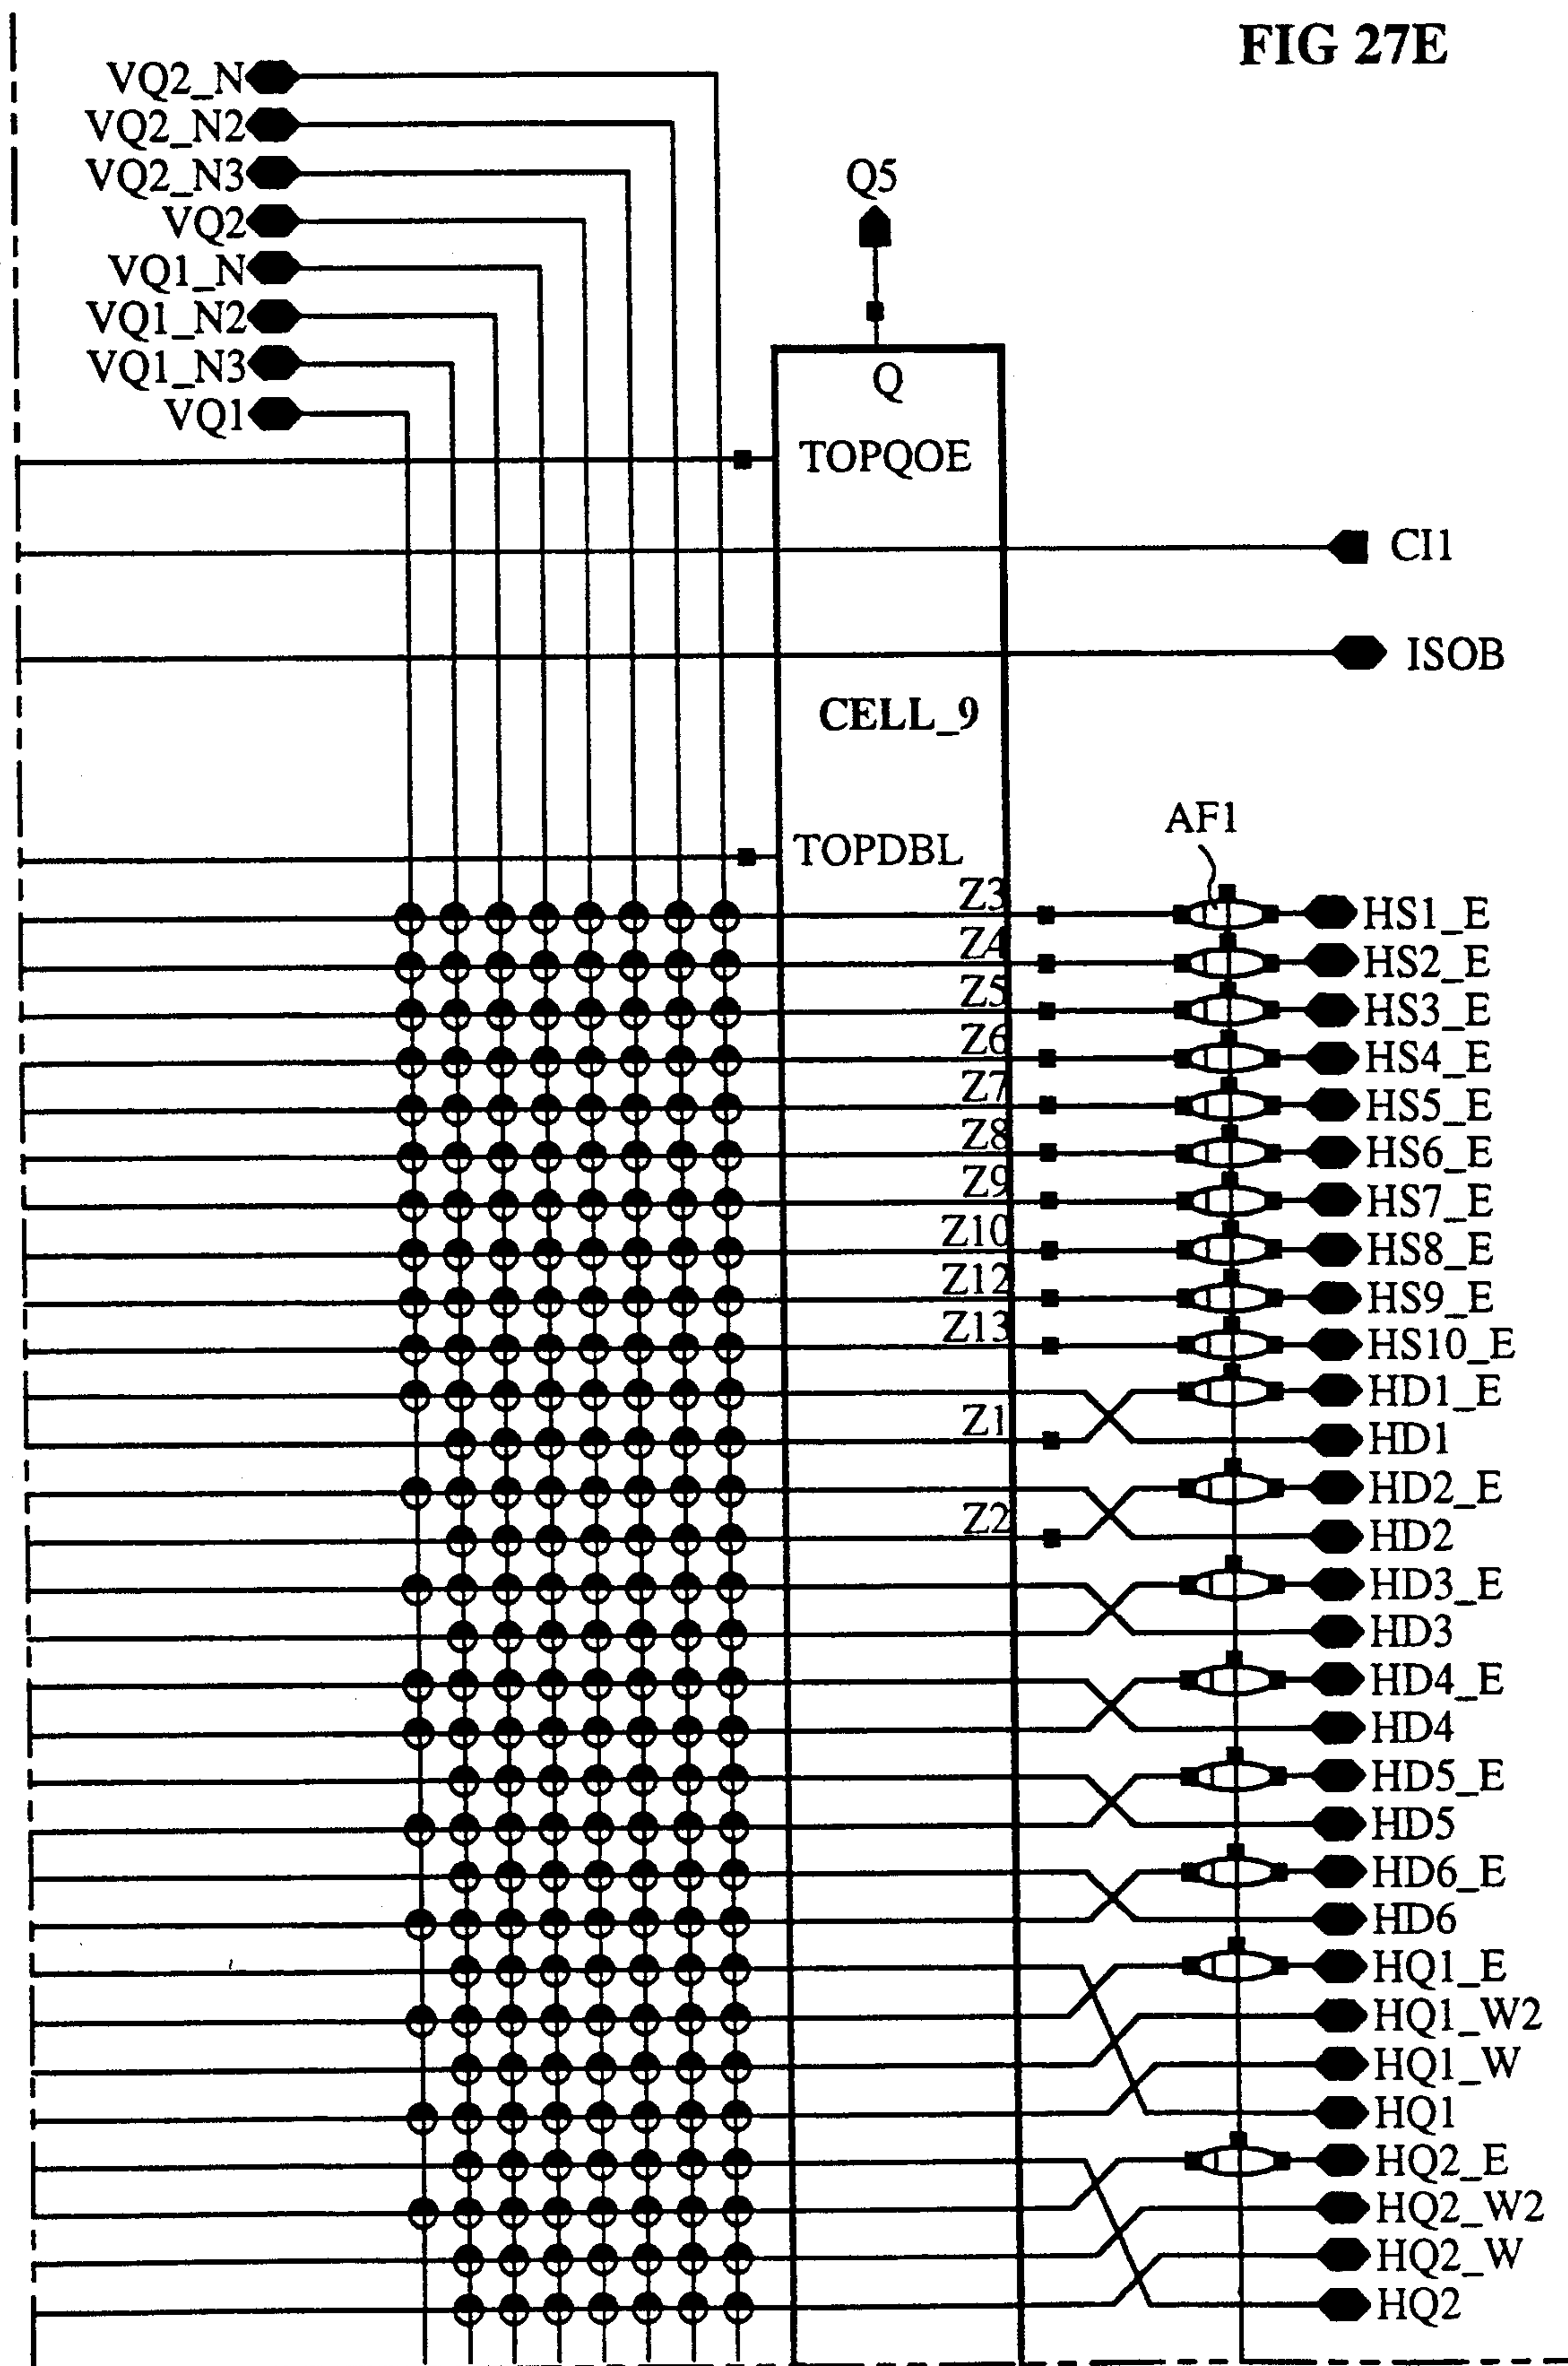 FIG 27E
VQ2_N
VQ2_N2
VQ2_N3
VQ2
VQ1_N
VQ1_N2
VQ1_N3
VQ1
Q5
Q
TOPQOE
CI1
ISOB
CELL_9
AF1
TOPDBL
Z3 HS1_E
Z4 HS2_E
Z5 HS3_E
Z6 HS4_E
Z7 HS5_E
Z8 HS6_E
Z9 HS7_E
Z10 HS8_E
Z12 HS9_E
Z13 HS10_E
HD1_E
Z1 HD1
HD2_E
Z2 HD2
HD3_E
HD3
HD4_E
HD4
HD5_E
HD5
HD6_E
HD6
HQ1_E
HQ1_W2
HQ1_W
HQ1
HQ2_E
HQ2_W2
HQ2_W
HQ2